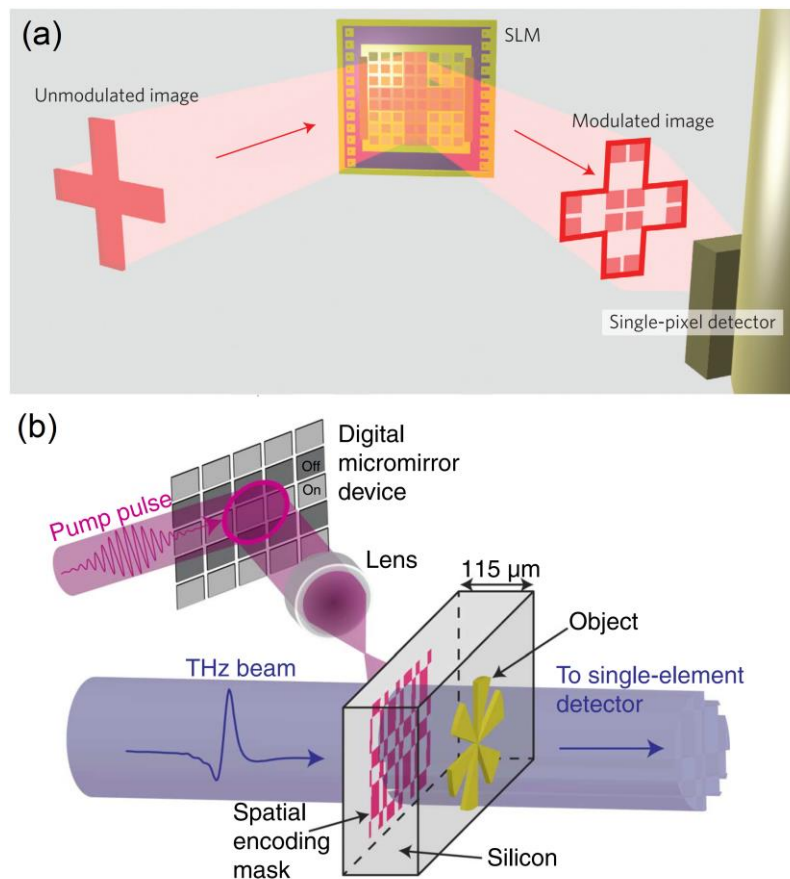 (a)
SLM
Unmodulated image
Modulated image
Single-pixel detector
(b)
Digital
micromirror
device
Off
On
Pump pulse
Lens
115 μm
Object
THz beam
To single-element
detector
Spatial
encoding
mask
Silicon